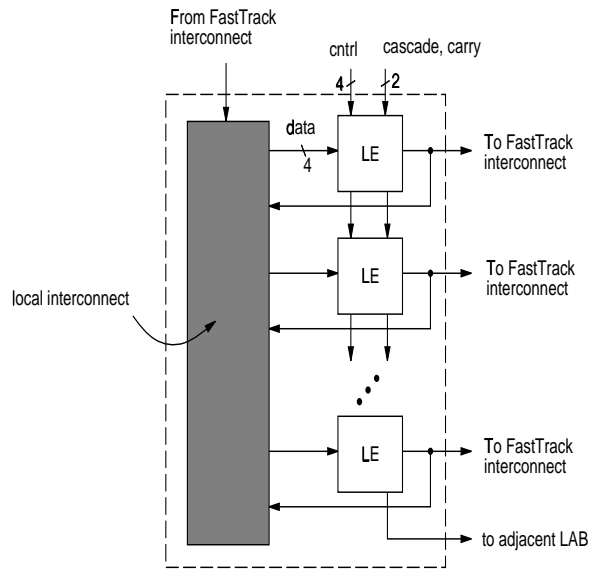 From FastTrack
interconnect
cntrl
cascade, carry
4
2
data
4
LE
To FastTrack
interconnect
LE
To FastTrack
interconnect
local interconnect
LE
To FastTrack
interconnect
to adjacent LAB